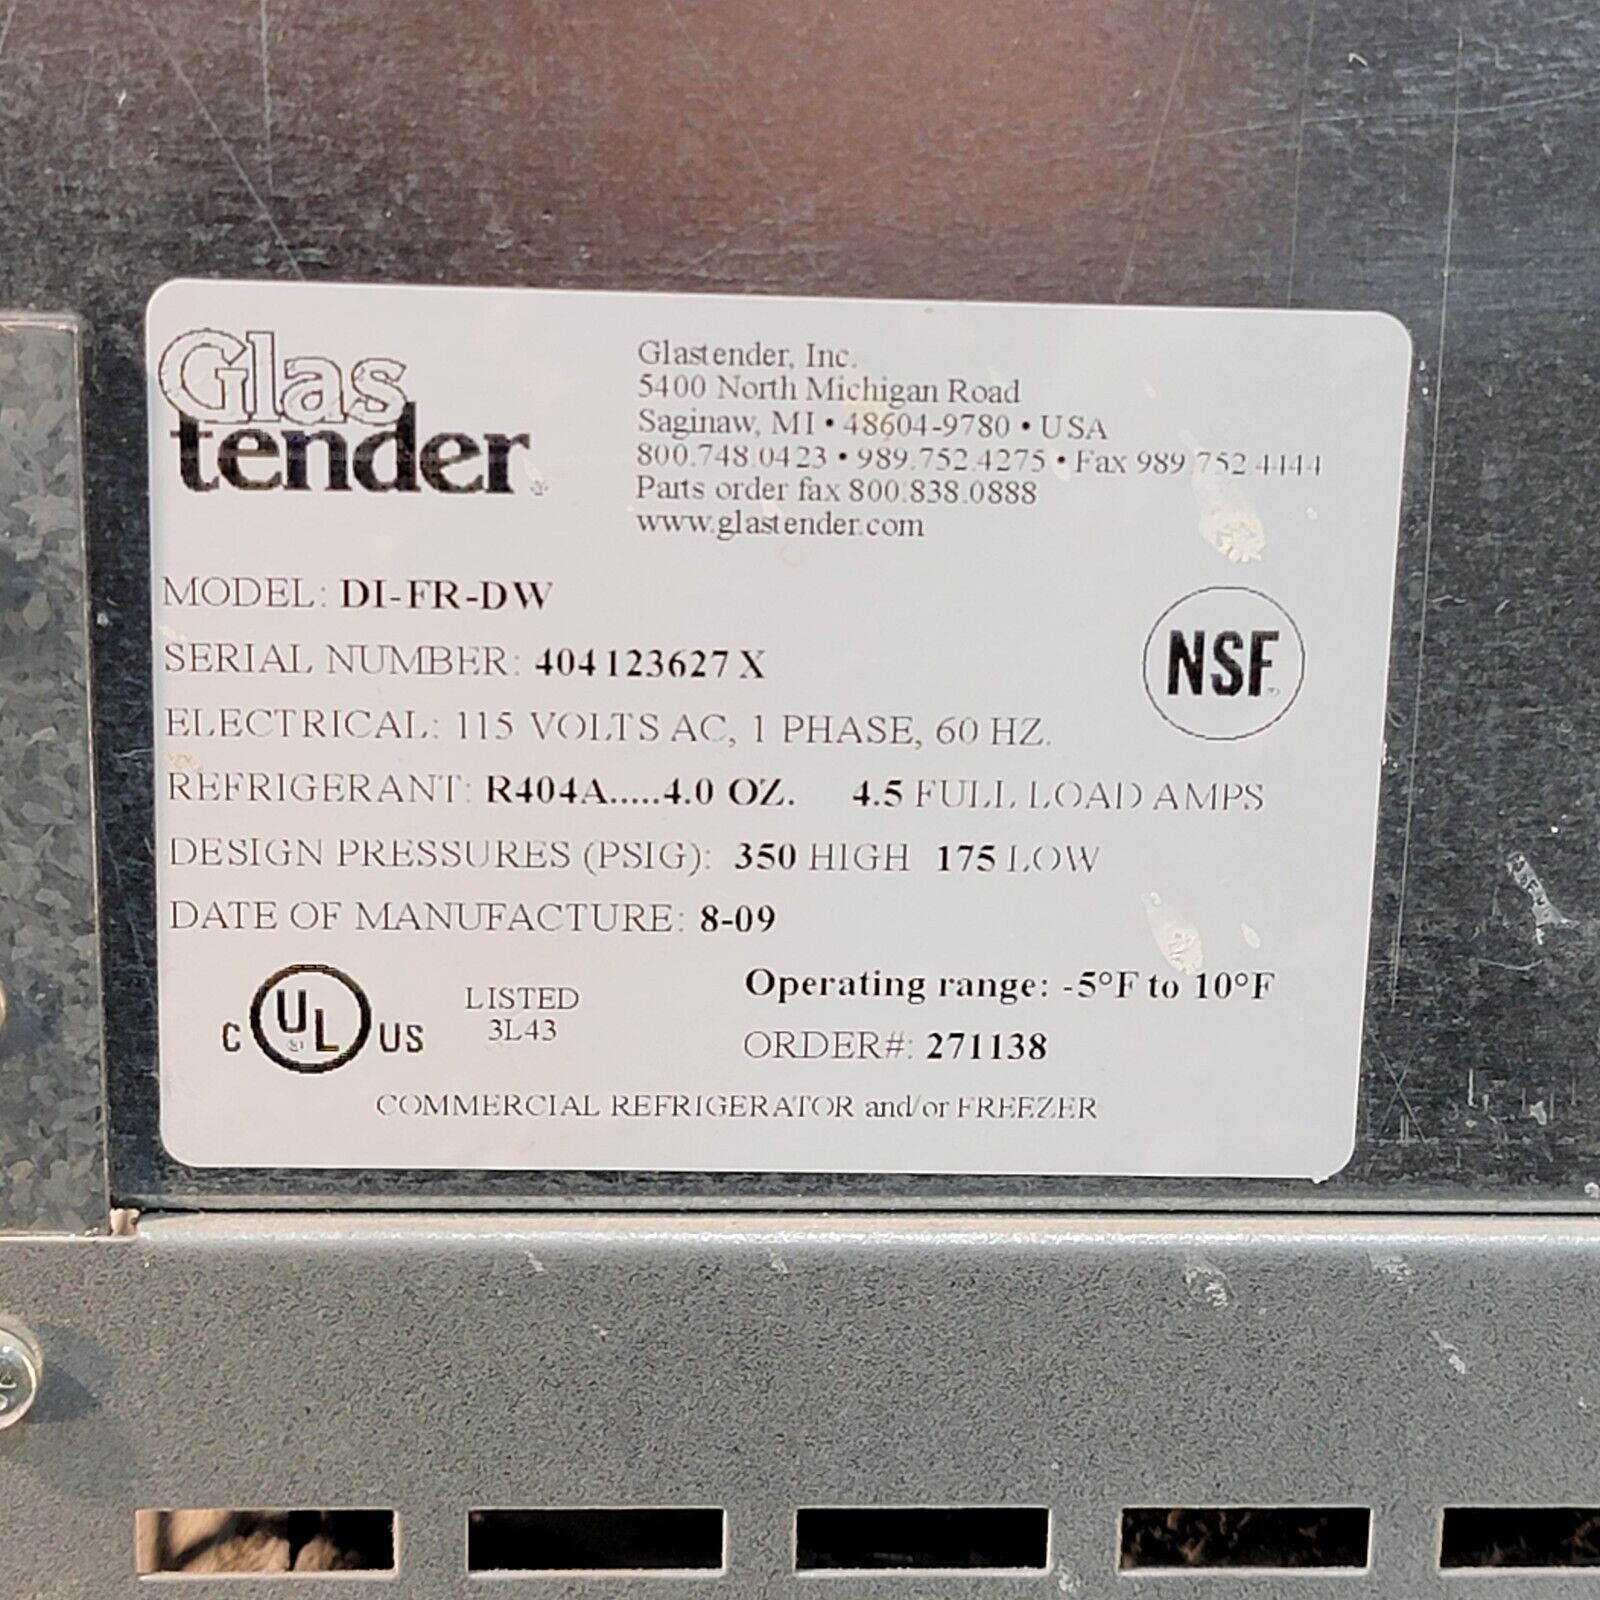 Glas
tender
Glastender, Inc.
5400 North Michigan Road
Saginaw, MI • 48604-9780 • USA
800.748.0423 • 989.752.4275 • Fax 989.752.4444
Parts order fax 800.838.0888
www.glastender.com
MODEL: DI-FR-DW
SERIAL NUMBER: 404123627 X
NSF
ELECTRICAL: 115 VOLTS AC, 1 PHASE, 60 HZ.
REFRIGERANT: R404A.....4.0 OZ. 4.5 FULL LOAD AMPS
DESIGN PRESSURES (PSIG): 350 HIGH 175 LOW
DATE OF MANUFACTURE: 8-09
C UL US
LISTED
3L43
Operating range: -5°F to 10°F
ORDER#: 271138
COMMERCIAL REFRIGERATOR and/or FREEZER